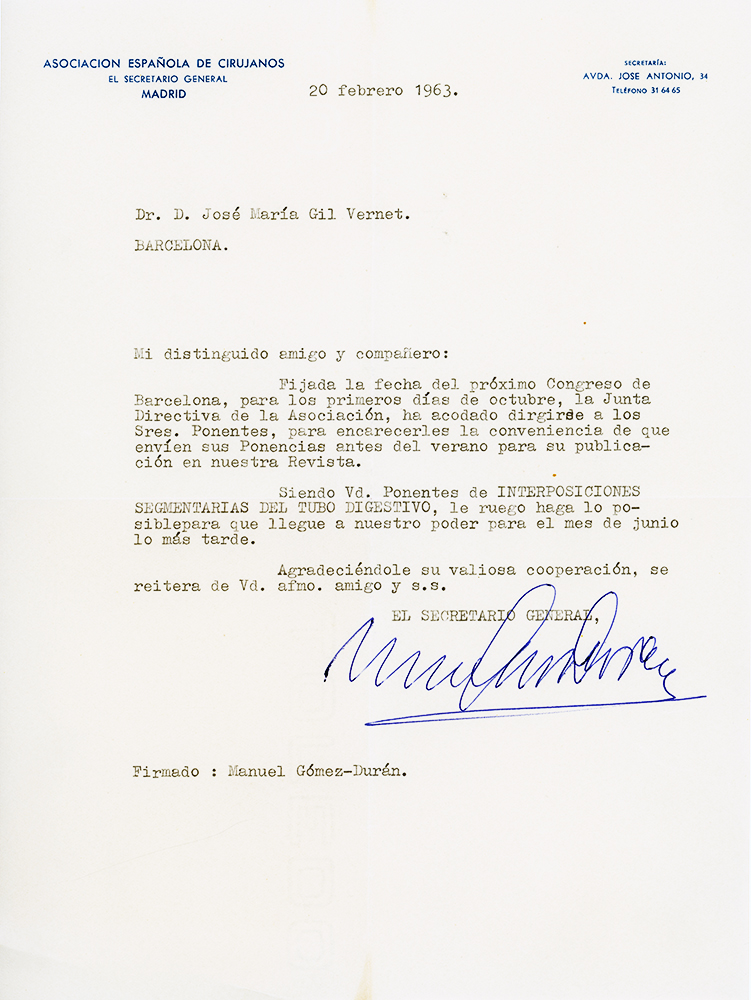 ASOCIACION ESPAÑOLA DE CIRUJANOS
EL SECRETARIO GENERAL
MADRID
SECRETARÍA:
AVDA. JOSE ANTONIO, 34
TELÉFONO 31 64 65
20 febrero 1963.
Dr. D. José María Gil Vernet.
BARCELONA.
Mi distinguido amigo y compañero:
Fijada la fecha del próximo Congreso de
Barcelona, para los primeros días de octubre, la Junta
Directiva de la Asociación, ha acodado dirgirse a los
Sres. Ponentes, para encarecerles la conveniencia de que
envíen sus Ponencias antes del verano para su publica-
ción en nuestra Revista.
Siendo Vd. Ponentes de INTERPOSICIONES
SEGMENTARIAS DEL TUBO DIGESTIVO, le ruego haga lo po-
siblepara que llegue a nuestro poder para el mes de junio
lo más tarde.
Agradeciéndole su valiosa cooperación, se
reitera de Vd. afmo. amigo y s.s.
EL SECRETARIO GENERAL,
Firmado : Manuel Gómez-Durán.